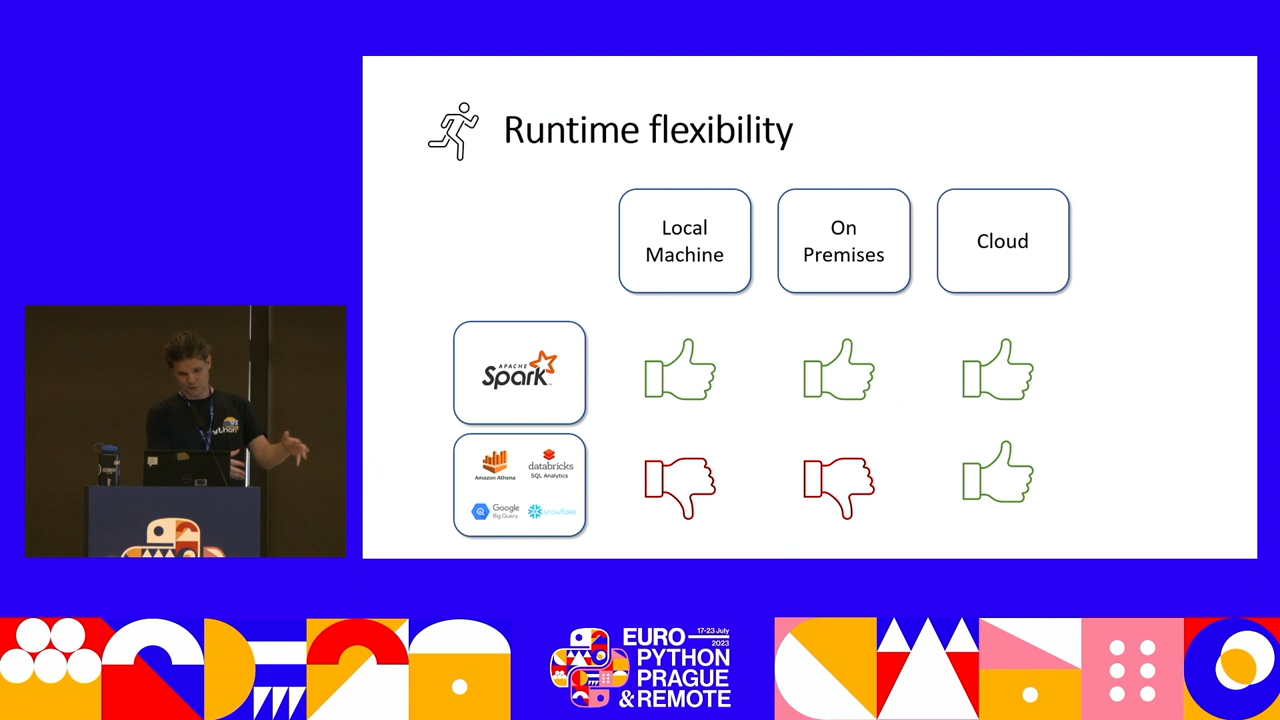 Runtime flexibility
Local
Machine
On
Premises
Cloud
APACHE
Spark
Amazon Athena
databricks
SQL Analytics
Google
Big Query
snowflake
ython
EURO
17-23 July
2023
PYTHON
PRAGUE
& REMOTE